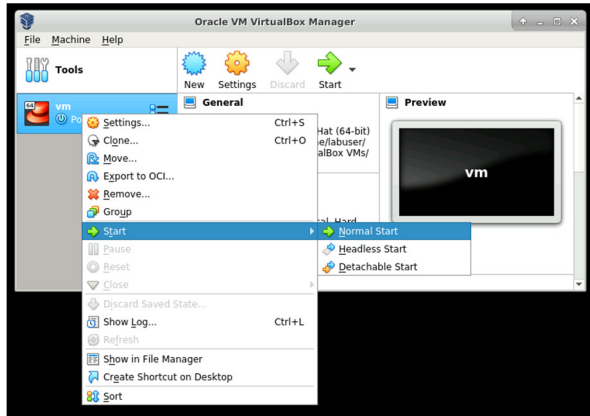 Oracle VM VirtualBox Manager
File Machine Help
Tools
New Settings Discard Start
64 vm
General
Preview
Settings... Ctrl+S
Clone... Ctrl+O
Move...
Export to OCI...
Remove...
Group
Start
Pause
Reset
Close
Discard Saved State...
Show Log... Ctrl+L
Refresh
Show in File Manager
Create Shortcut on Desktop
Sort
Hat (64-bit)
e/labuser/
alBox VMs/
Normal Start
Headless Start
Detachable Start
vm